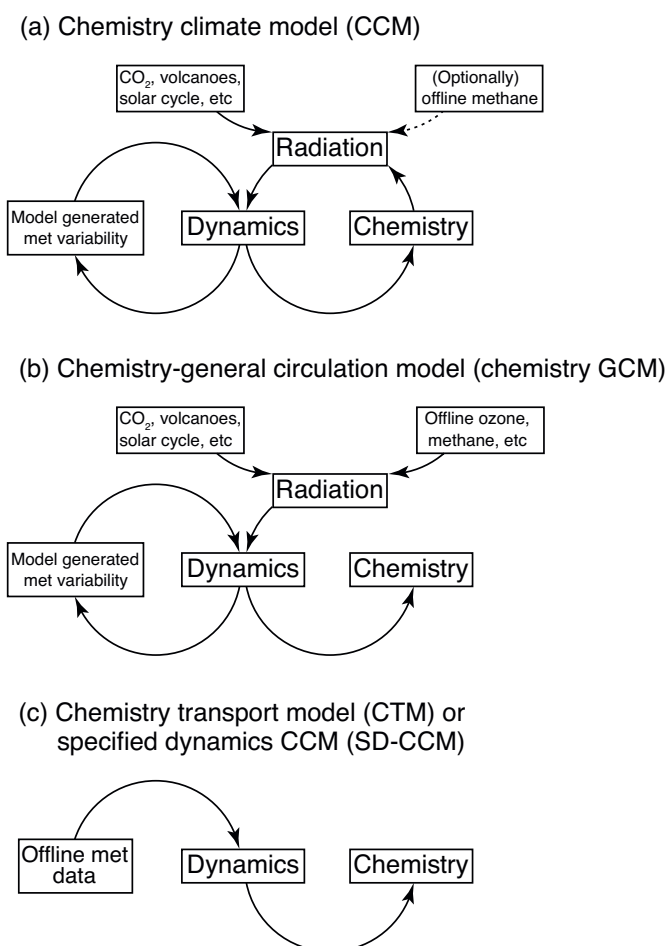 (a) Chemistry climate model (CCM)
CO₂, volcanoes,
solar cycle, etc
(Optionally)
offline methane
Radiation
Model generated
met variability
Dynamics
Chemistry
(b) Chemistry-general circulation model (chemistry GCM)
CO₂, volcanoes,
solar cycle, etc
Offline ozone,
methane, etc
Radiation
Model generated
met variability
Dynamics
Chemistry
(c) Chemistry transport model (CTM) or
specified dynamics CCM (SD-CCM)
Offline met
data
Dynamics
Chemistry